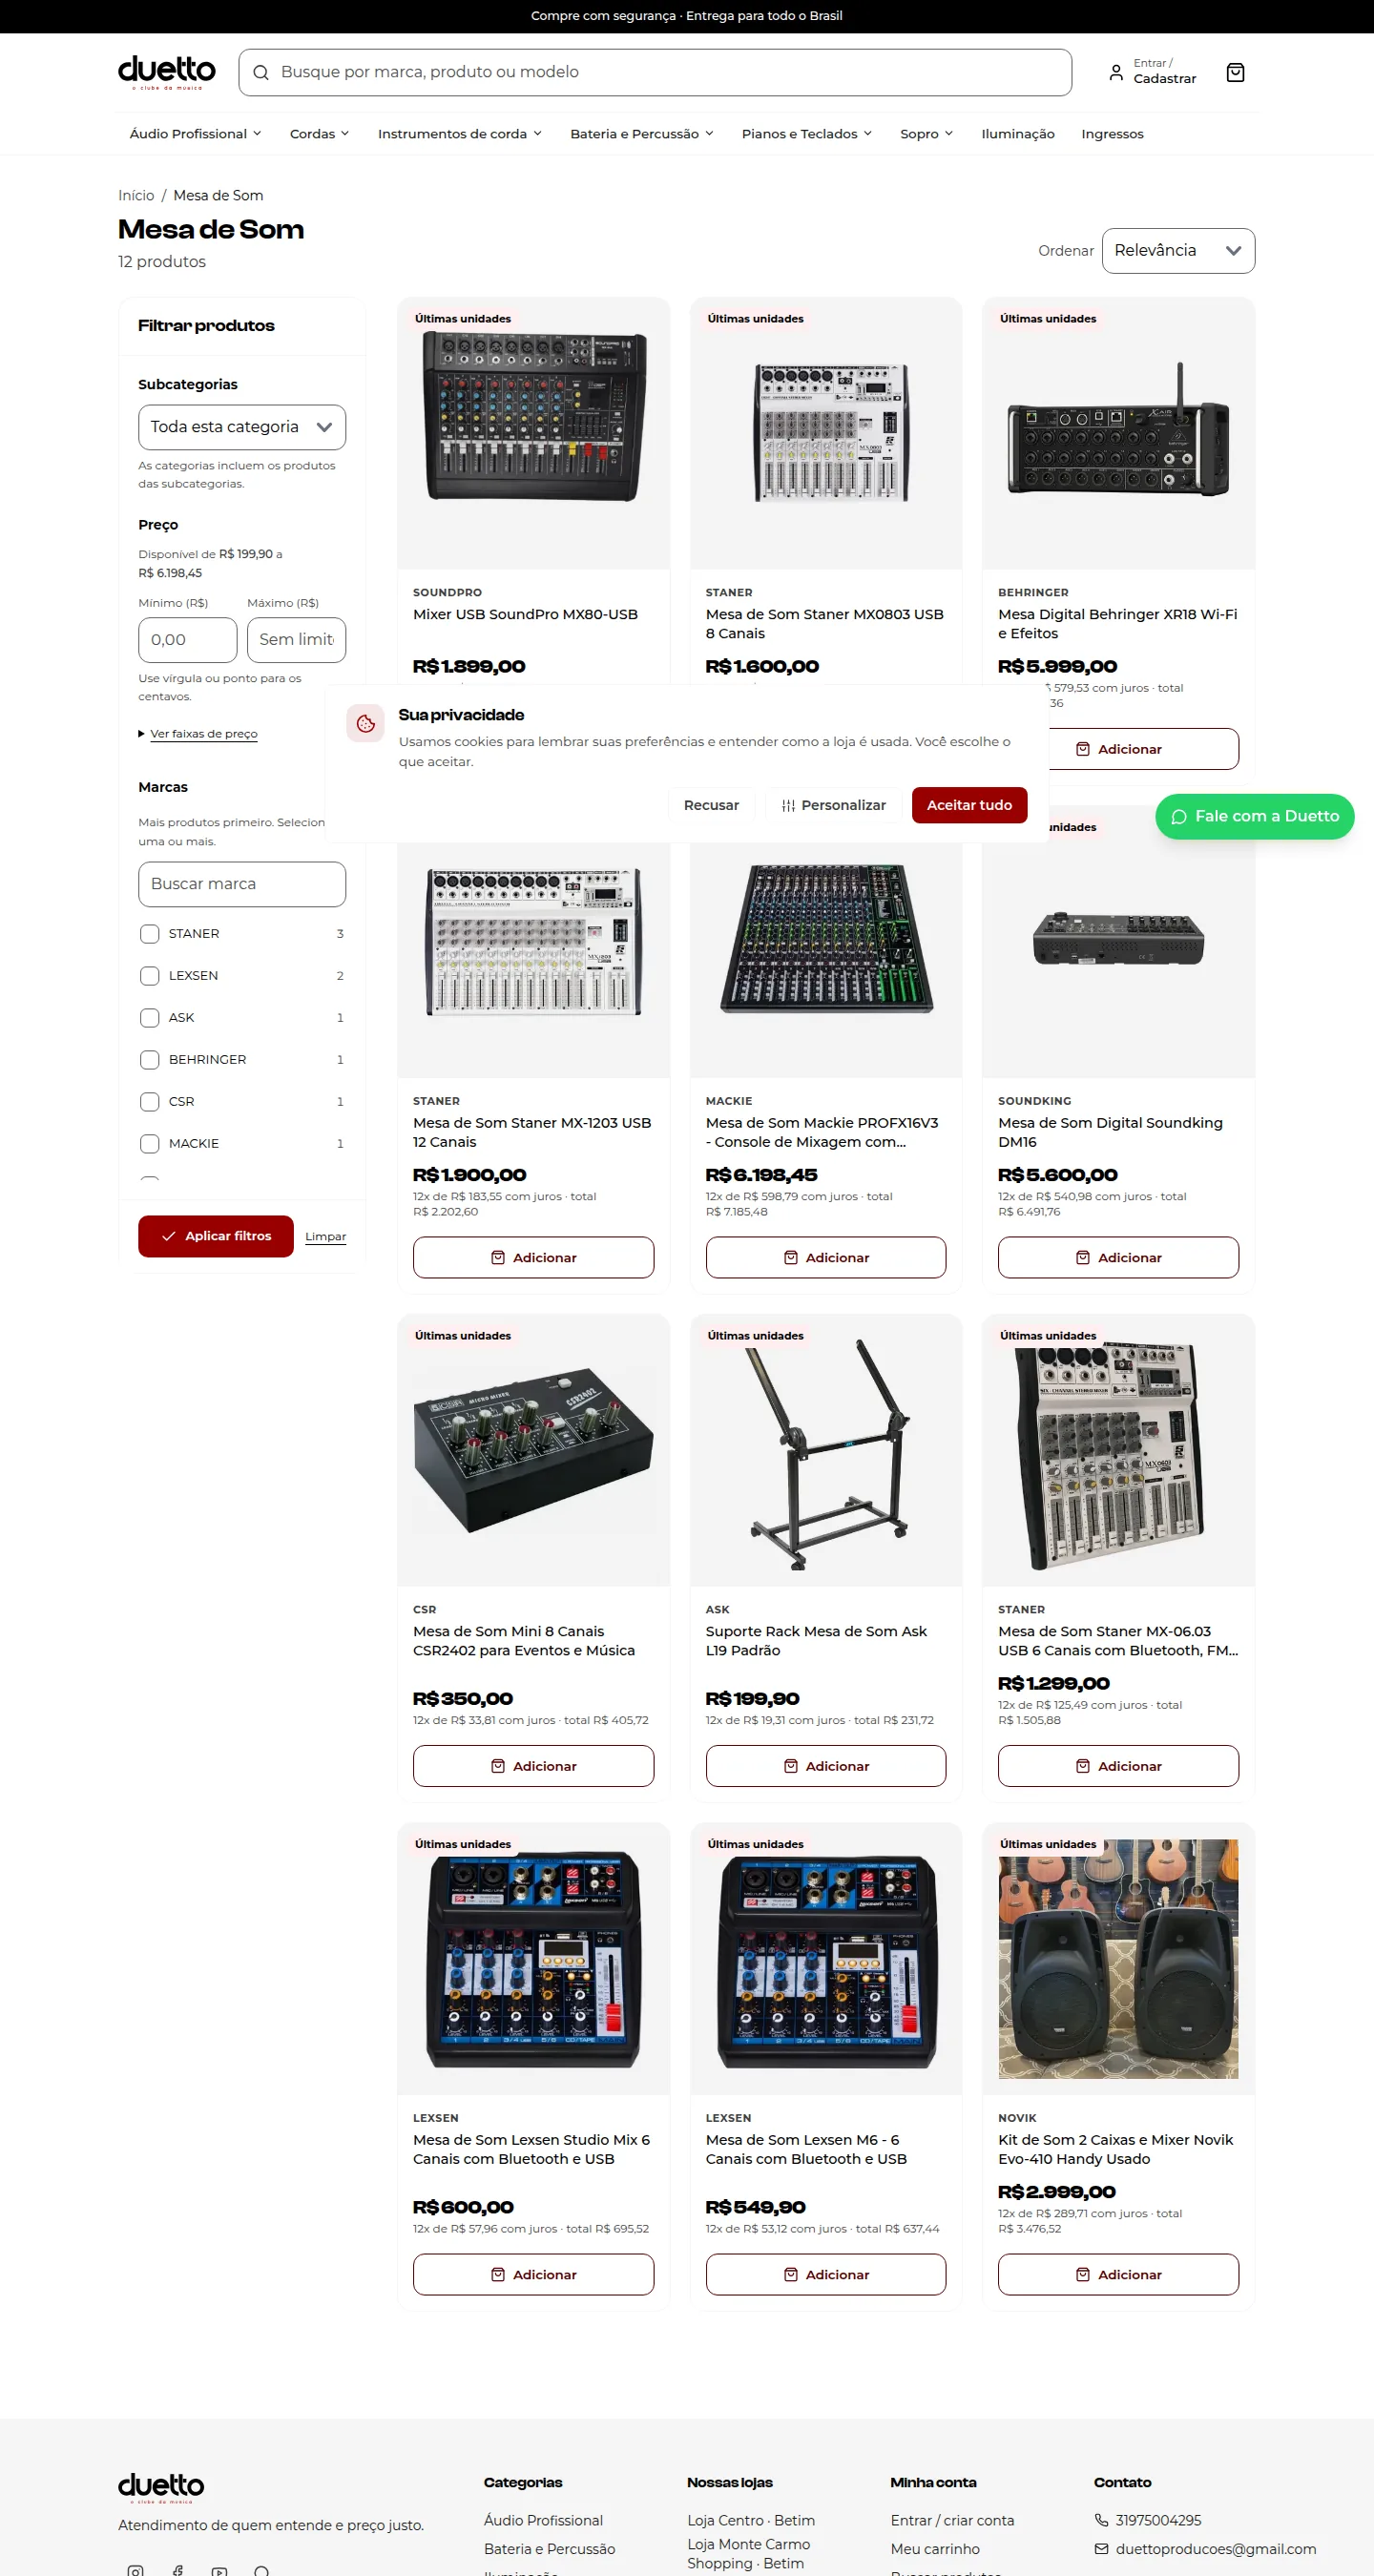 Compre com segurança · Entrega para todo o Brasil
duetto
o clube da música
Busque por marca, produto ou modelo
Entrar /
Cadastrar
Áudio Profissional
Cordas
Instrumentos de corda
Bateria e Percussão
Pianos e Teclados
Sopro
Iluminação
Ingressos
Início / Mesa de Som
Mesa de Som
12 produtos
Ordenar
Relevância
Filtrar produtos
Subcategorias
Toda esta categoria
As categorias incluem os produtos
das subcategorias.
Preço
Disponível de R$ 199,90 a
R$ 6.198,45
Mínimo (R$)
Máximo (R$)
0,00
Sem limit
Use vírgula ou ponto para os
centavos.
Ver faixas de preço
Marcas
Mais produtos primeiro. Selecion
uma ou mais.
Buscar marca
STANER 3
LEXSEN 2
ASK 1
BEHRINGER 1
CSR 1
MACKIE 1
Aplicar filtros
Limpar
Últimas unidades
SOUNDPRO
Mixer USB SoundPro MX80-USB
R$ 1.899,00
Últimas unidades
STANER
Mesa de Som Staner MX0803 USB
8 Canais
R$ 1.600,00
Últimas unidades
BEHRINGER
Mesa Digital Behringer XR18 Wi-Fi
e Efeitos
R$ 5.999,00
579,53 com juros · total
36
Adicionar
Sua privacidade
Usamos cookies para lembrar suas preferências e entender como a loja é usada. Você escolhe o
que aceitar.
Recusar
Personalizar
Aceitar tudo
Fale com a Duetto
STANER
Mesa de Som Staner MX-1203 USB
12 Canais
R$ 1.900,00
12x de R$ 183,55 com juros · total
R$ 2.202,60
Adicionar
MACKIE
Mesa de Som Mackie PROFX16V3
- Console de Mixagem com...
R$ 6.198,45
12x de R$ 598,79 com juros · total
R$ 7.185,48
Adicionar
unidades
SOUNDKING
Mesa de Som Digital Soundking
DM16
R$ 5.600,00
12x de R$ 540,98 com juros · total
R$ 6.491,76
Adicionar
Últimas unidades
MICRO MIXER
CSR2402
CSR
Mesa de Som Mini 8 Canais
CSR2402 para Eventos e Música
R$ 350,00
12x de R$ 33,81 com juros · total R$ 405,72
Adicionar
Últimas unidades
ASK
Suporte Rack Mesa de Som Ask
L19 Padrão
R$ 199,90
12x de R$ 19,31 com juros · total R$ 231,72
Adicionar
Últimas unidades
STANER
Mesa de Som Staner MX-06.03
USB 6 Canais com Bluetooth, FM...
R$ 1.299,00
12x de R$ 125,49 com juros · total
R$ 1.505,88
Adicionar
Últimas unidades
LEXSEN
Mesa de Som Lexsen Studio Mix 6
Canais com Bluetooth e USB
R$ 600,00
12x de R$ 57,96 com juros · total R$ 695,52
Adicionar
Últimas unidades
LEXSEN
Mesa de Som Lexsen M6 - 6
Canais com Bluetooth e USB
R$ 549,90
12x de R$ 53,12 com juros · total R$ 637,44
Adicionar
Últimas unidades
NOVIK
Kit de Som 2 Caixas e Mixer Novik
Evo-410 Handy Usado
R$ 2.999,00
12x de R$ 289,71 com juros · total
R$ 3.476,52
Adicionar
duetto
o clube da música
Atendimento de quem entende e preço justo.
Categorias
Áudio Profissional
Bateria e Percussão
Nossas lojas
Loja Centro · Betim
Loja Monte Carmo
Shopping · Betim
Minha conta
Entrar / criar conta
Meu carrinho
Contato
31975004295
duettoproducoes@gmail.com